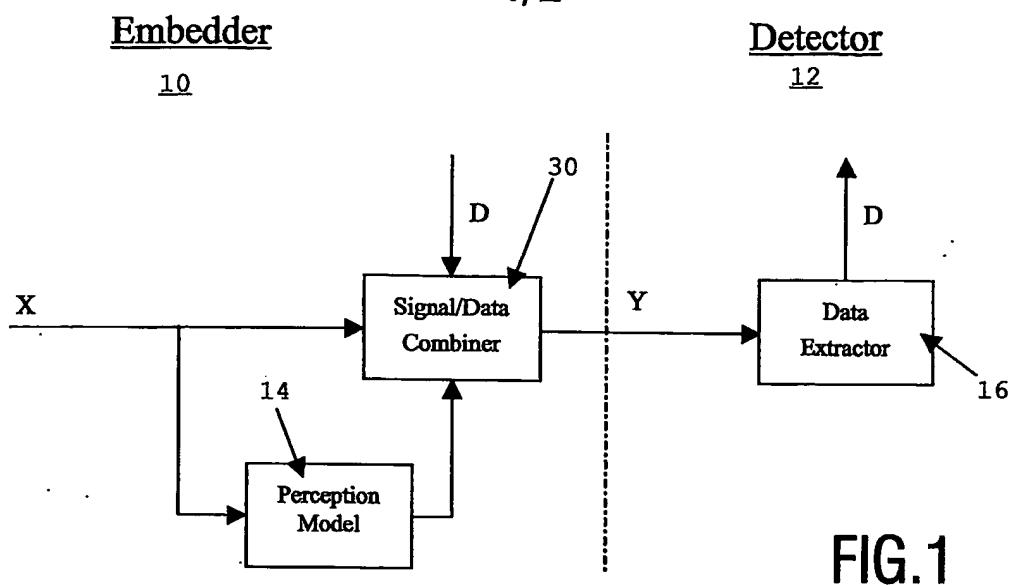 Embedder
Detector
10
12
30
D
D
X
Signal/Data
Combiner
Y
Data
Extractor
14
16
Perception
Model
FIG.1